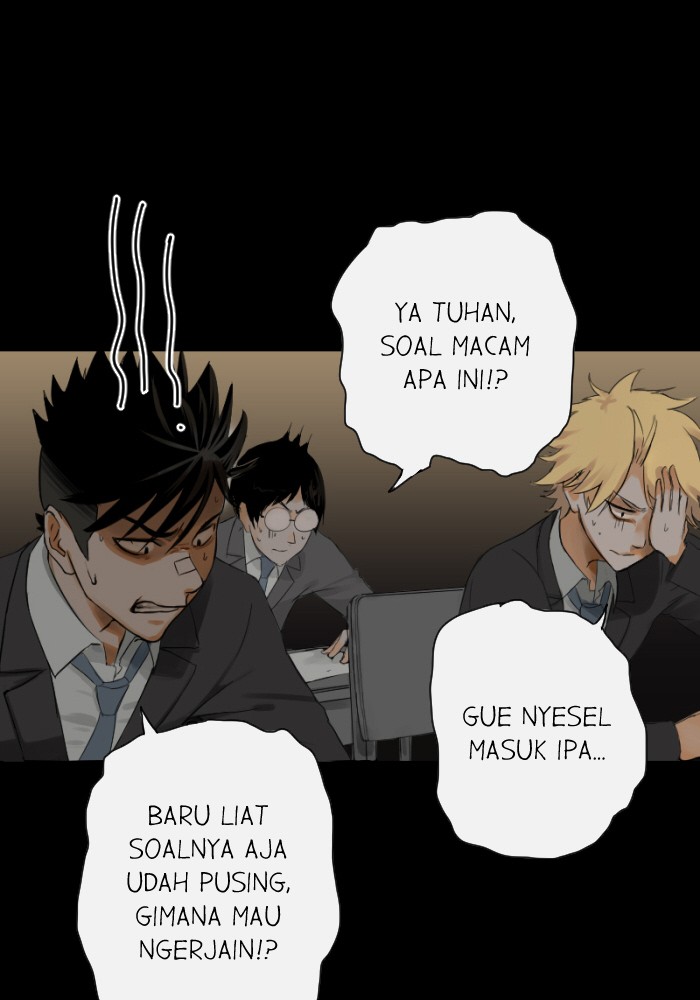 YA TUHAN,
SOAL MACAM
APA INI!?
GUE NYESEL
MASUK IPA...
BARU LIAT
SOALNYA AJA
UDAH PUSING,
GIMANA MAU
NGERJAIN!?